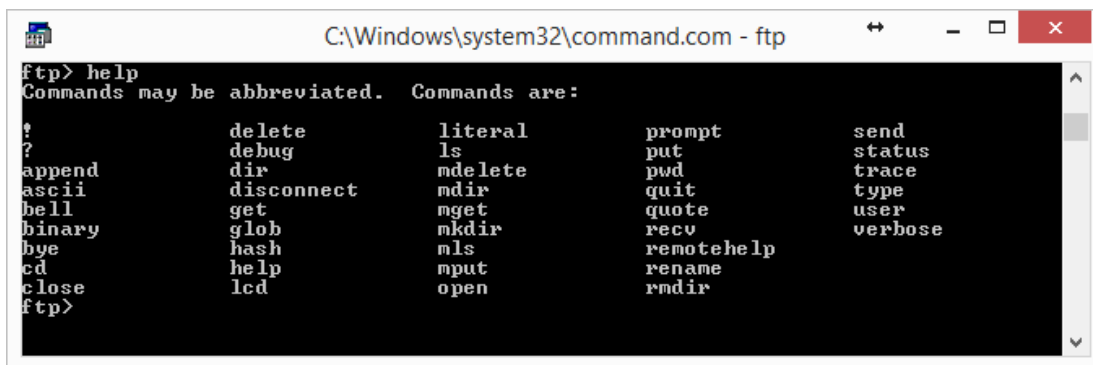 C:\Windows\system32\command.com - ftp
ftp> help
Commands may be abbreviated.  Commands are:
!               delete          literal         prompt          send
?               debug           ls              put             status
append          dir             mdelete         pwd             trace
ascii           disconnect      mdir            quit            type
bell            get             mget            quote           user
binary          glob            mkdir           recv            verbose
bye             hash            mls             remotehelp
cd              help            mput            rename
close           lcd             open            rmdir
ftp>